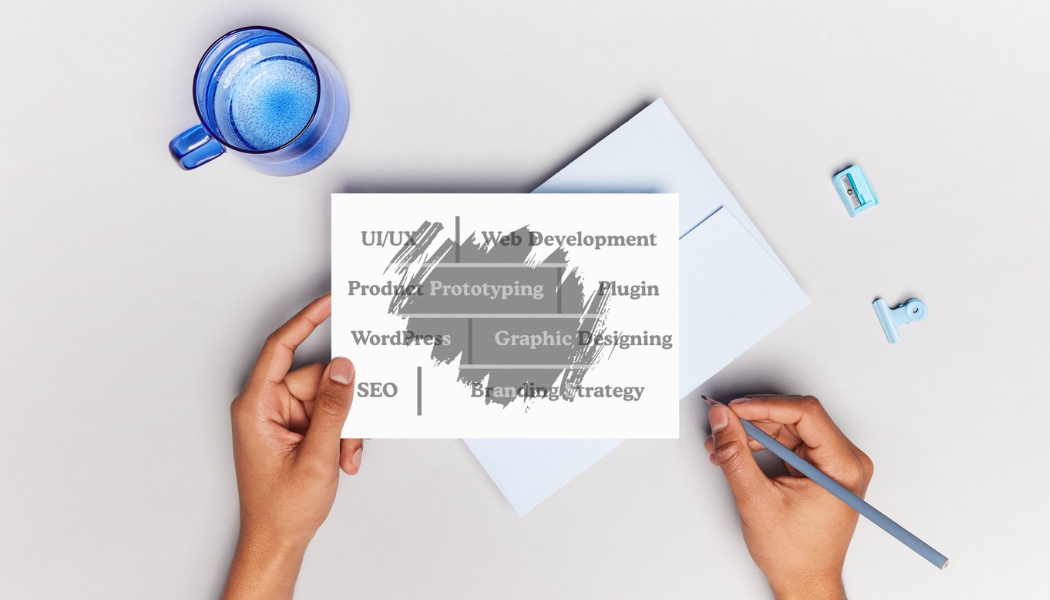 UI/UX Web Development
Product Prototyping Plugin
WordPress Graphic Designing
SEO Branding Strategy